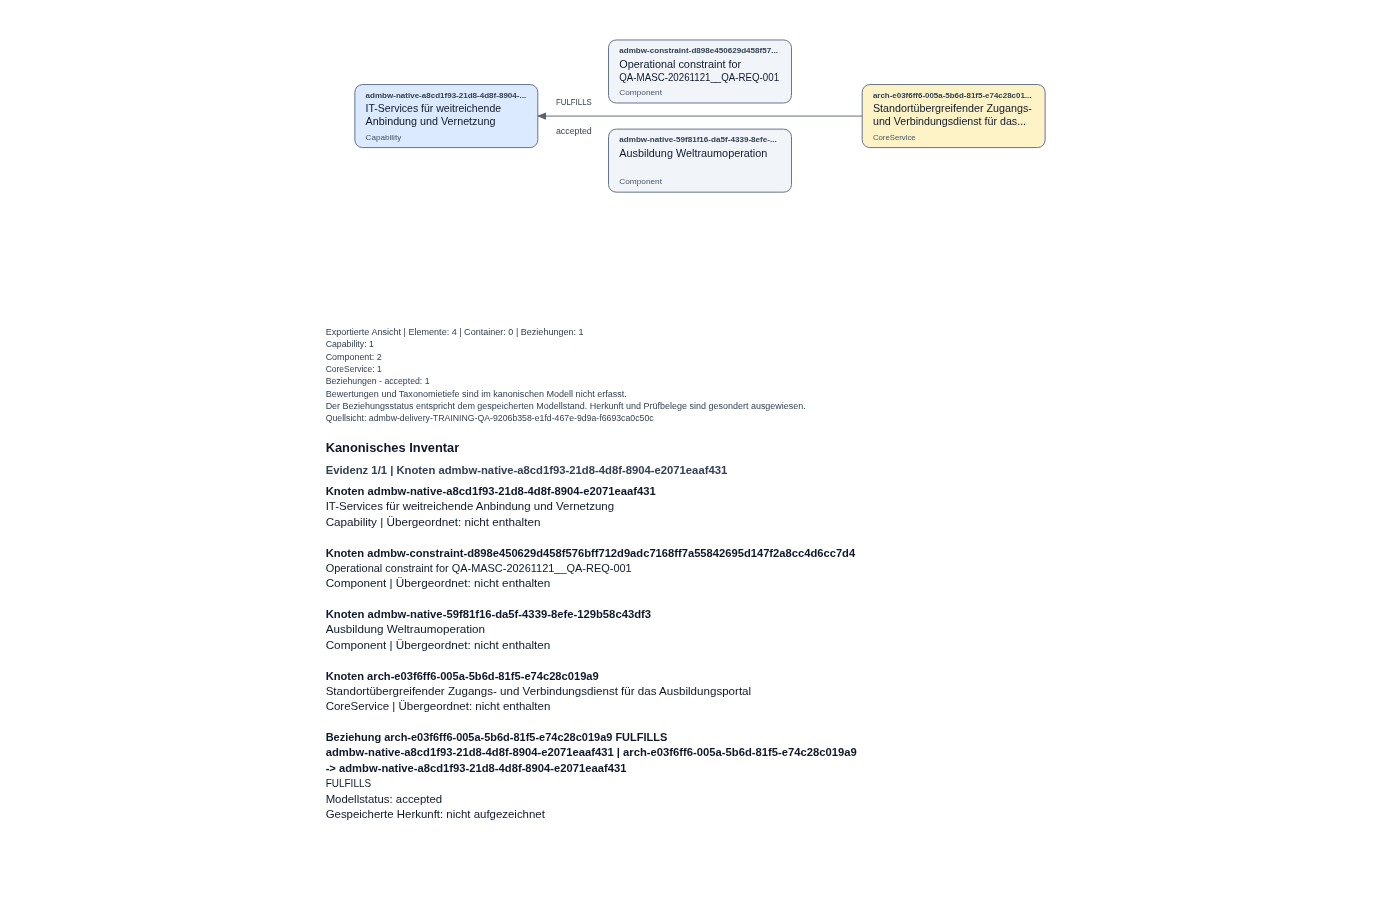 admbw-constraint-d898e450629d458f57...
Operational constraint for
QA-MASC-20261121__QA-REQ-001
Component
admbw-native-a8cd1f93-21d8-4d8f-8904-...
IT-Services für weitreichende
Anbindung und Vernetzung
Capability
FULFILLS
accepted
arch-e03f6ff6-005a-5b6d-81f5-e74c28c01...
Standortübergreifender Zugangs-
und Verbindungsdienst für das...
CoreService
admbw-native-59f81f16-da5f-4339-8efe-...
Ausbildung Weltraumoperation
Component
Exportierte Ansicht | Elemente: 4 | Container: 0 | Beziehungen: 1
Capability: 1
Component: 2
CoreService: 1
Beziehungen - accepted: 1
Bewertungen und Taxonomietiefe sind im kanonischen Modell nicht erfasst.
Der Beziehungsstatus entspricht dem gespeicherten Modellstand. Herkunft und Prüfbelege sind gesondert ausgewiesen.
Quellsicht: admbw-delivery-TRAINING-QA-9206b358-e1fd-467e-9d9a-f6693ca0c50c
Kanonisches Inventar
Evidenz 1/1 | Knoten admbw-native-a8cd1f93-21d8-4d8f-8904-e2071eaaf431
Knoten admbw-native-a8cd1f93-21d8-4d8f-8904-e2071eaaf431
IT-Services für weitreichende Anbindung und Vernetzung
Capability | Übergeordnet: nicht enthalten
Knoten admbw-constraint-d898e450629d458f576bff712d9adc7168ff7a55842695d147f2a8cc4d6cc7d4
Operational constraint for QA-MASC-20261121__QA-REQ-001
Component | Übergeordnet: nicht enthalten
Knoten admbw-native-59f81f16-da5f-4339-8efe-129b58c43df3
Ausbildung Weltraumoperation
Component | Übergeordnet: nicht enthalten
Knoten arch-e03f6ff6-005a-5b6d-81f5-e74c28c019a9
Standortübergreifender Zugangs- und Verbindungsdienst für das Ausbildungsportal
CoreService | Übergeordnet: nicht enthalten
Beziehung arch-e03f6ff6-005a-5b6d-81f5-e74c28c019a9 FULFILLS
admbw-native-a8cd1f93-21d8-4d8f-8904-e2071eaaf431 | arch-e03f6ff6-005a-5b6d-81f5-e74c28c019a9
-> admbw-native-a8cd1f93-21d8-4d8f-8904-e2071eaaf431
FULFILLS
Modellstatus: accepted
Gespeicherte Herkunft: nicht aufgezeichnet